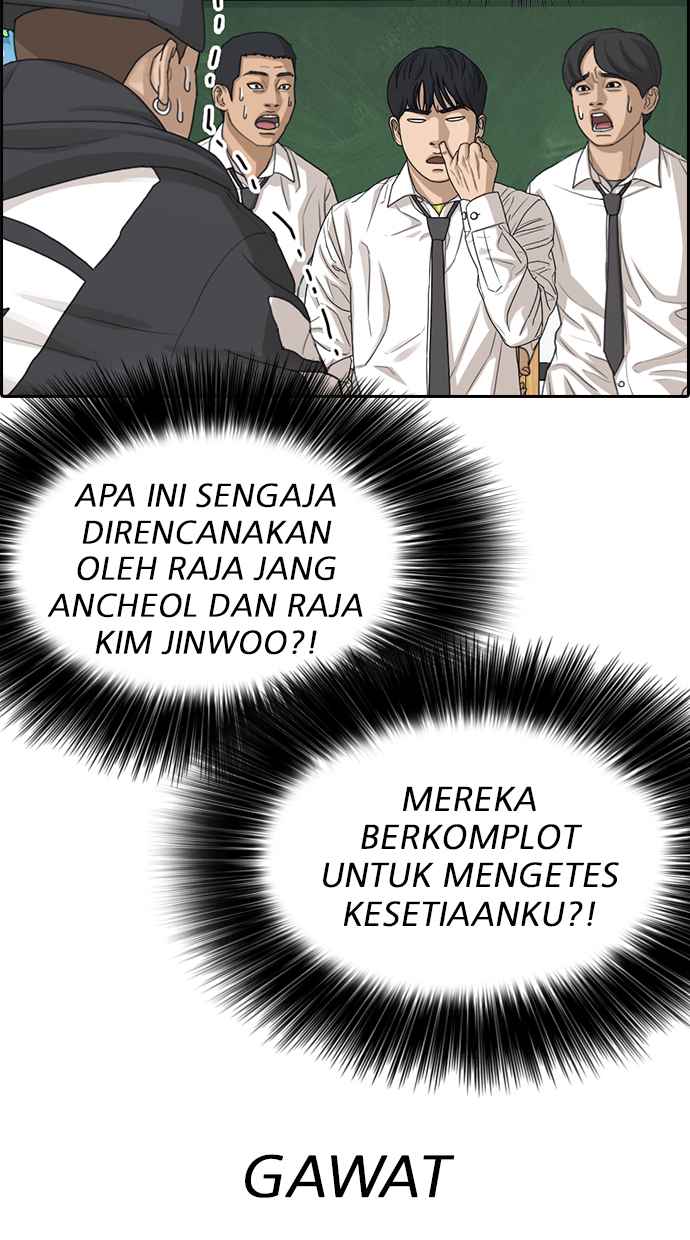 APA INI SENGAJA
DIRENCANAKAN
OLEH RAJA JANG
ANCHEOL DAN RAJA
KIM JINWOO?!
MEREKA
BERKOMPLOT
UNTUK MENGETES
KESETIAANKU?!
GAWAT